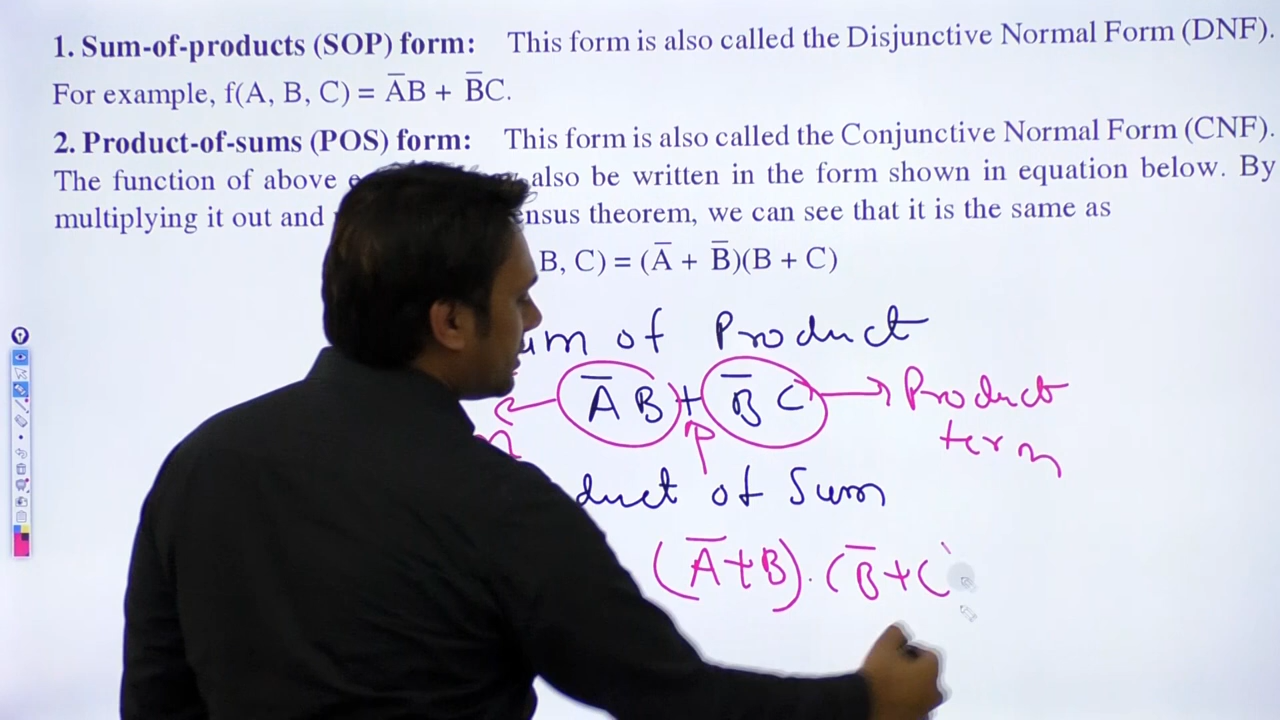 1. Sum-of-products (SOP) form: This form is also called the Disjunctive Normal Form (DNF).
For example, f(A, B, C) = A̅B + B̅C.
2. Product-of-sums (POS) form: This form is also called the Conjunctive Normal Form (CNF).
The function of above also be written in the form shown in equation below. By
multiplying it out and theorem, we can see that it is the same as
B, C) = (A̅ + B̅)(B + C)
of Product
A̅ B + B̅ C → Product
term
of Sum
(A̅+B).(B̅+C)